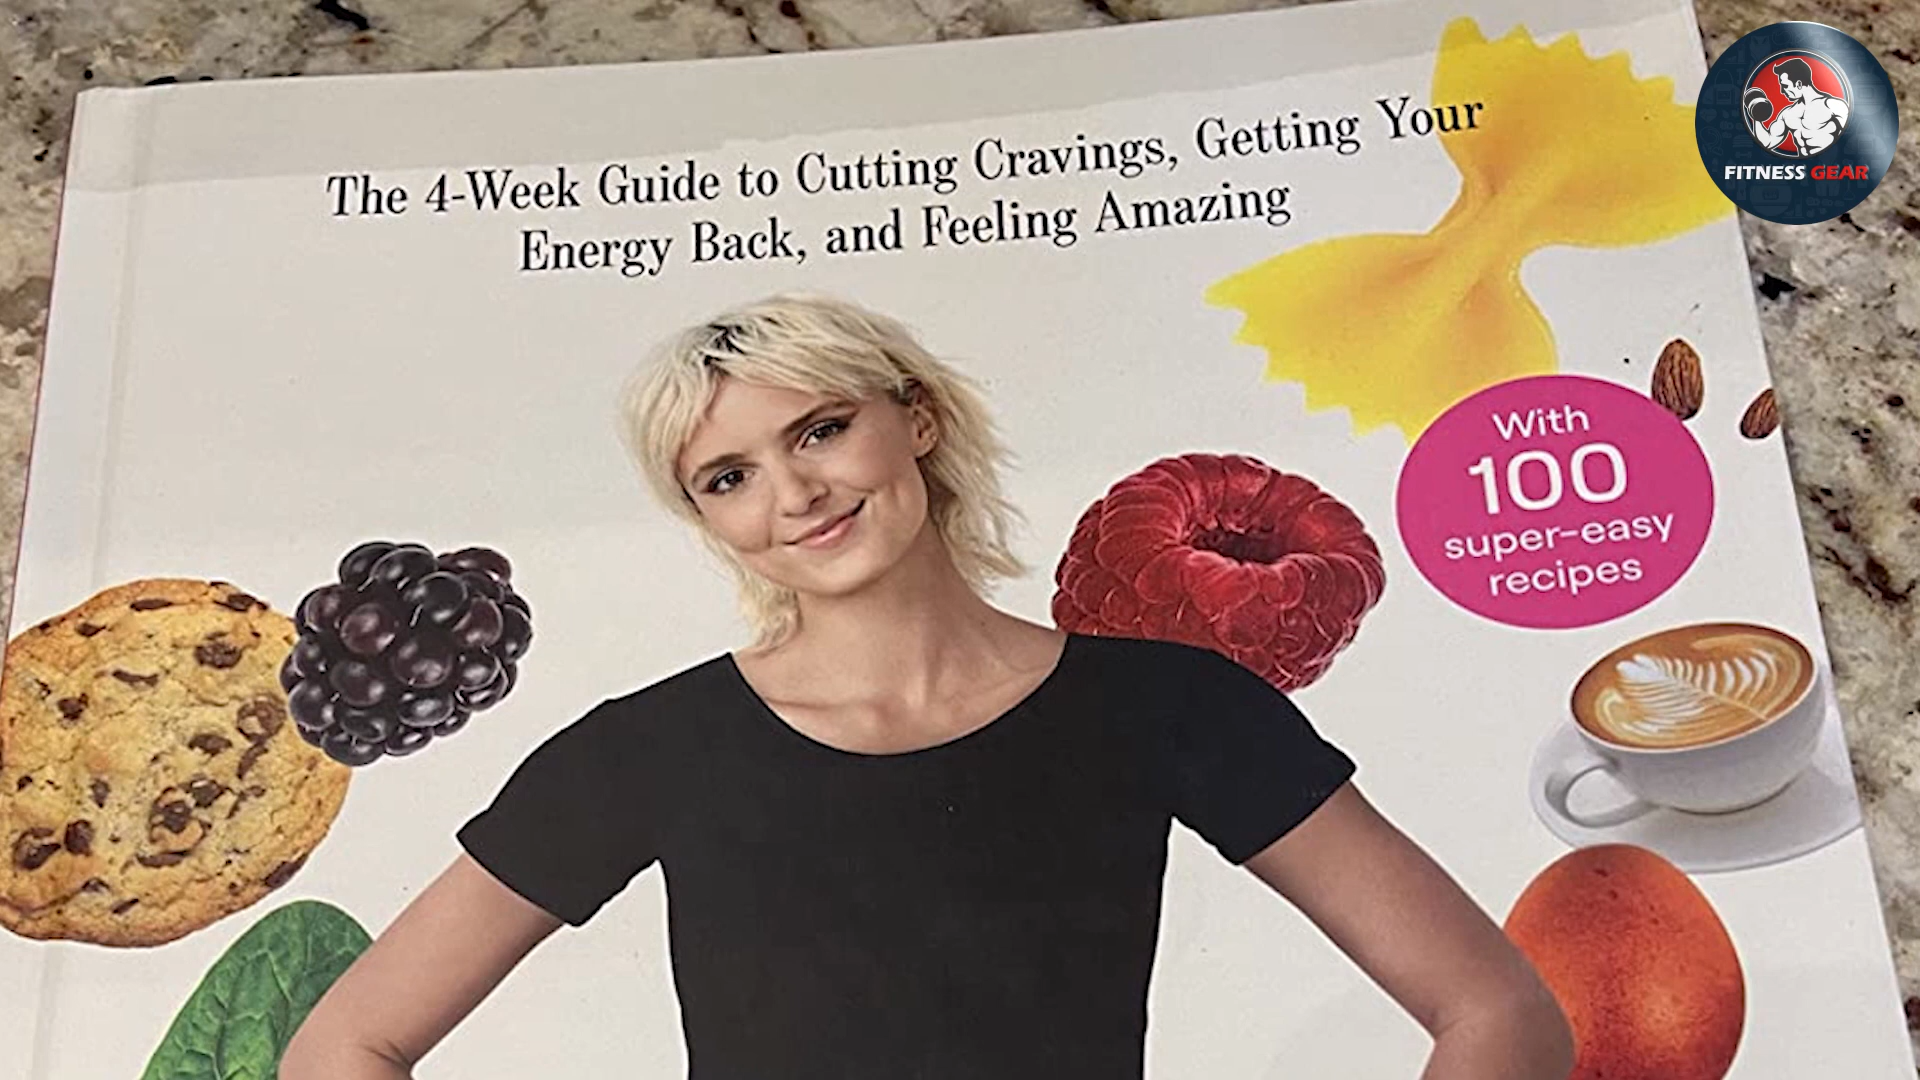 The 4-Week Guide to Cutting Cravings, Getting Your
Energy Back, and Feeling Amazing
With
100
super-easy
recipes
FITNESS GEAR